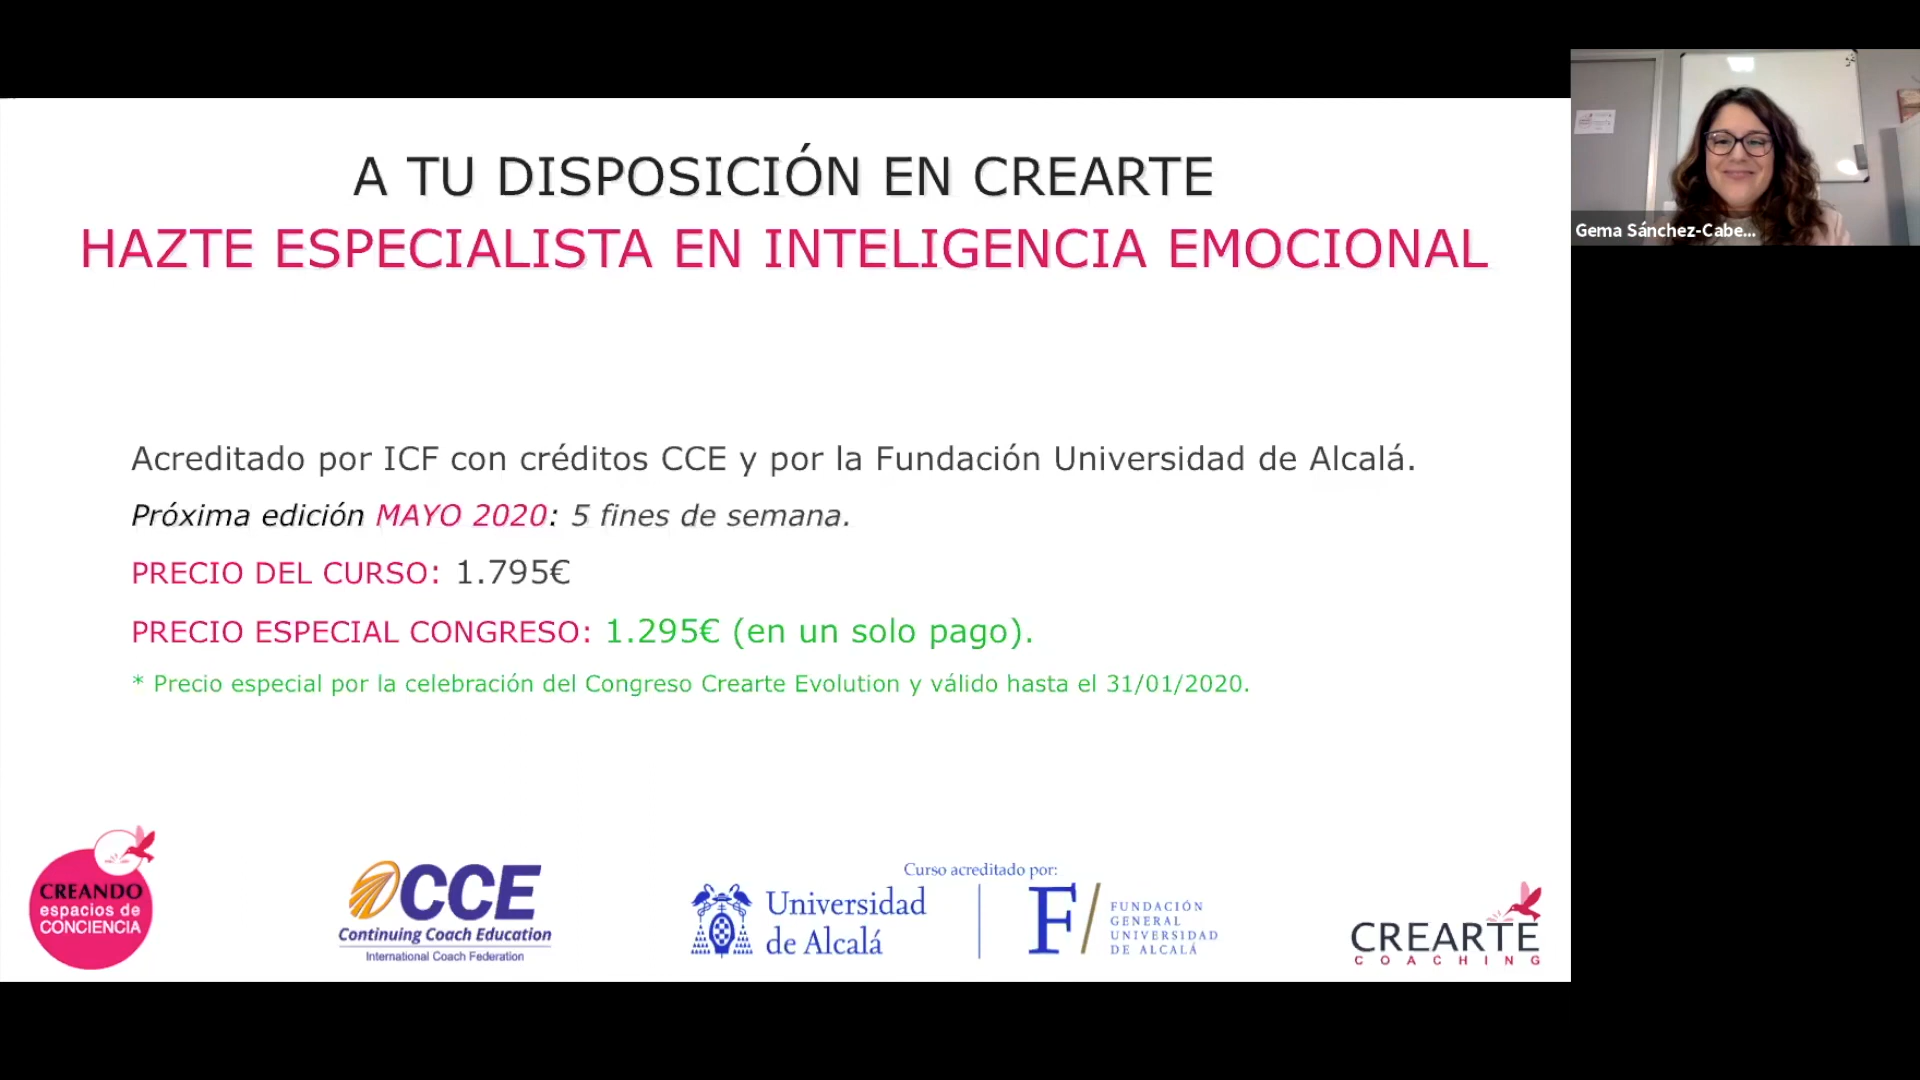 A TU DISPOSICIÓN EN CREARTE
HAZTE ESPECIALISTA EN INTELIGENCIA EMOCIONAL
Gema Sánchez-Cabe...
Acreditado por ICF con créditos CCE y por la Fundación Universidad de Alcalá.
Próxima edición MAYO 2020: 5 fines de semana.
PRECIO DEL CURSO: 1.795€
PRECIO ESPECIAL CONGRESO: 1.295€ (en un solo pago).
* Precio especial por la celebración del Congreso Crearte Evolution y válido hasta el 31/01/2020.
CREANDO
espacios de
CONCIENCIA
CCE
Continuing Coach Education
International Coach Federation
Curso acreditado por:
Universidad
de Alcalá
F/
FUNDACIÓN
GENERAL
UNIVERSIDAD
DE ALCALÁ
CREARTE
COACHING